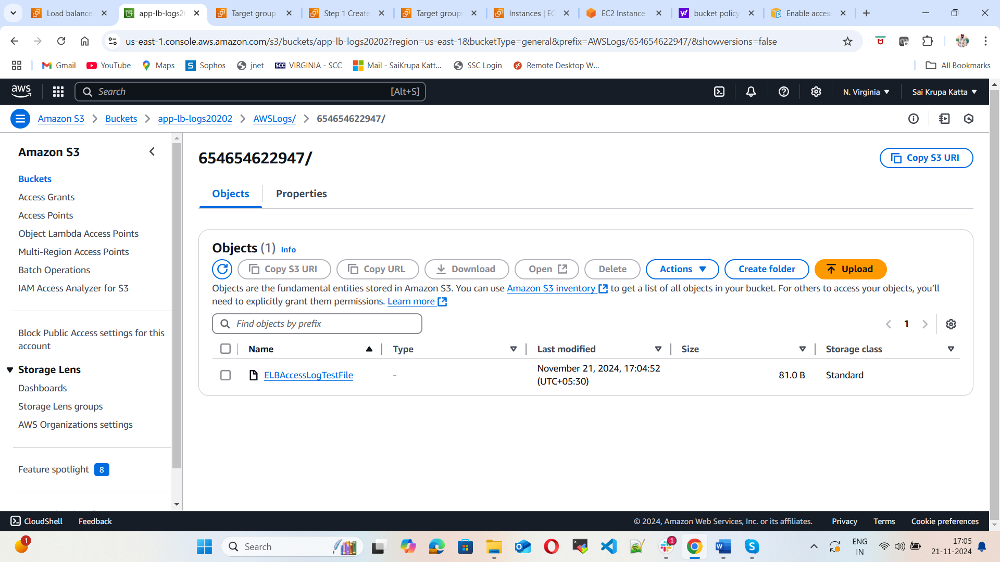 Load balance
app-lb-logs20
Target group
Step 1 Create
Target groups
Instances | EC
EC2 Instance
bucket policy
Enable acces
us-east-1.console.aws.amazon.com/s3/buckets/app-lb-logs20202?region=us-east-1&bucketType=general&prefix=AWSLogs/654654622947/&showversions=false
Gmail
YouTube
Maps
Sophos
jnet
SCC VIRGINIA - SCC
Mail - SaiKrupa Katt...
SSC Login
Remote Desktop W...
All Bookmarks
aws
Search
[Alt+S]
N. Virginia
Sai Krupa Katta
Amazon S3
Buckets
app-lb-logs20202
AWSLogs/
654654622947/
Amazon S3
Buckets
Access Grants
Access Points
Object Lambda Access Points
Multi-Region Access Points
Batch Operations
IAM Access Analyzer for S3
Block Public Access settings for this
account
Storage Lens
Dashboards
Storage Lens groups
AWS Organizations settings
Feature spotlight 8
654654622947/
Copy S3 URI
Objects
Properties
Objects (1) Info
Copy S3 URI
Copy URL
Download
Open
Delete
Actions
Create folder
Upload
Objects are the fundamental entities stored in Amazon S3. You can use Amazon S3 inventory to get a list of all objects in your bucket. For others to access your objects, you’ll
need to explicitly grant them permissions. Learn more
Find objects by prefix
1
Name
Type
Last modified
Size
Storage class
ELBAccessLogTestFile
-
November 21, 2024, 17:04:52
(UTC+05:30)
81.0 B
Standard
CloudShell
Feedback
© 2024, Amazon Web Services, Inc. or its affiliates.
Privacy
Terms
Cookie preferences
1
Search
1
ENG
IN
17:05
21-11-2024